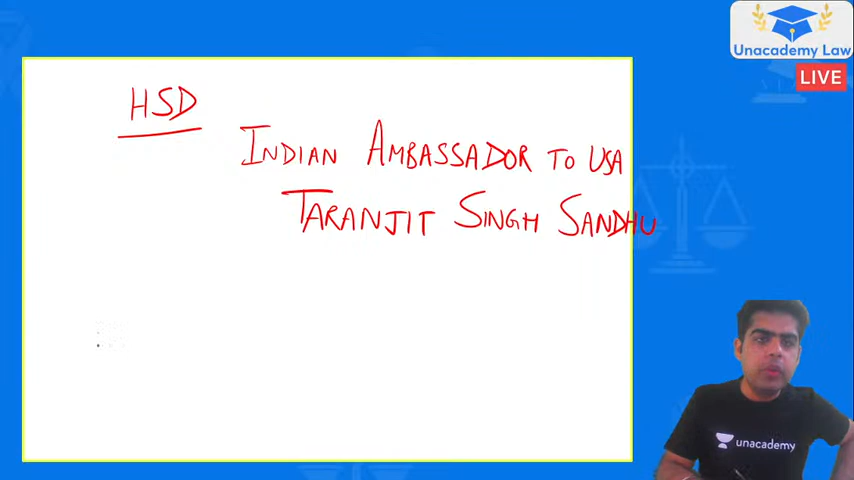 Unacademy Law
LIVE
HSD
INDIAN AMBASSADOR TO USA
TARANJIT SINGH SANDHU
unacademy